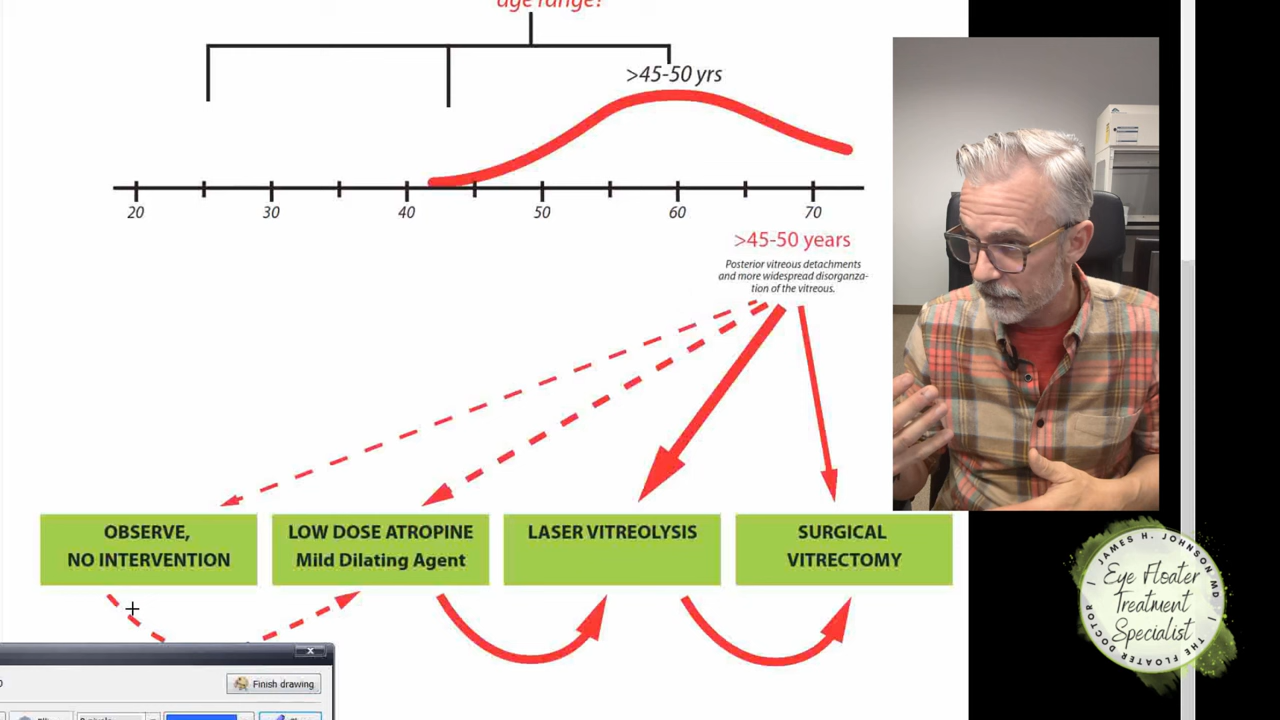 age range?
>45-50 yrs
20 30 40 50 60 70
>45-50 years
Posterior vitreous detachments
and more widespread disorganza-
tion of the vitreous.
OBSERVE,
NO INTERVENTION
LOW DOSE ATROPINE
Mild Dilating Agent
LASER VITREOLYSIS
SURGICAL
VITRECTOMY
x
Finish drawing
JAMES H. JOHNSON MD
Eye Floater
Treatment
Specialist
THE FLOATER DOCTOR